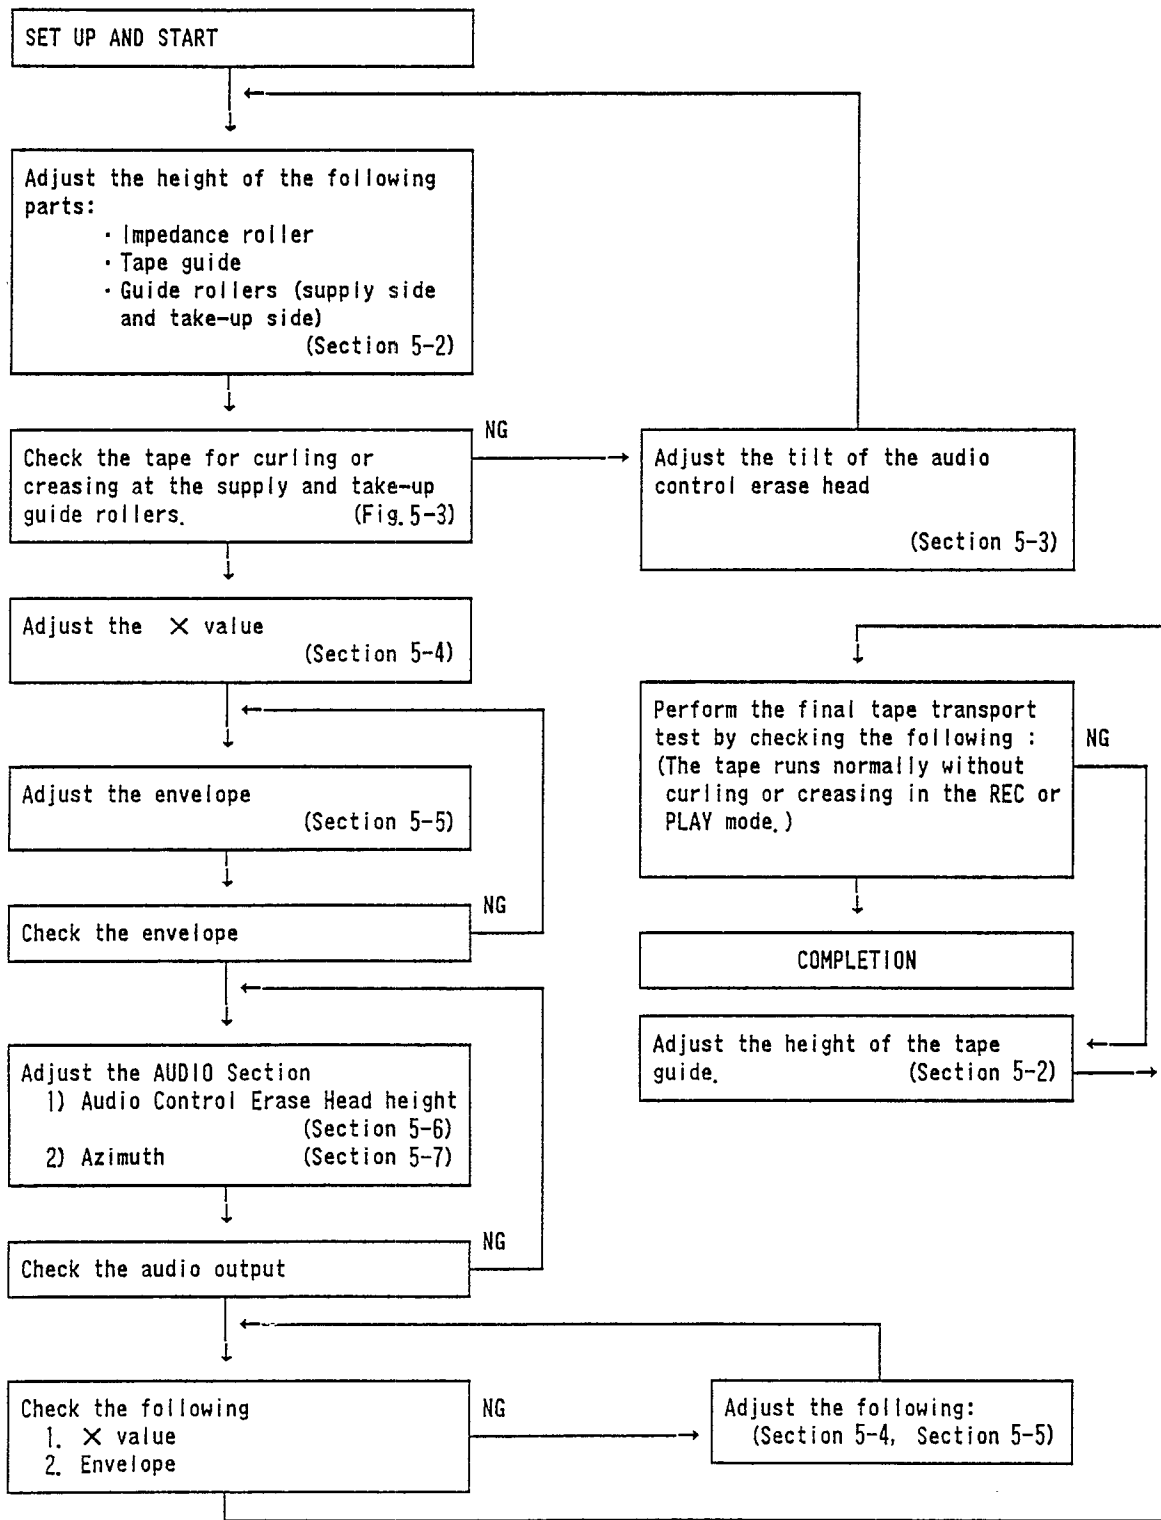 SET UP AND START
Adjust the height of the following
parts:
· Impedance roller
· Tape guide
· Guide rollers (supply side
and take-up side)
(Section 5-2)
Check the tape for curling or
creasing at the supply and take-up
guide rollers. (Fig. 5-3)
NG
Adjust the tilt of the audio
control erase head
(Section 5-3)
Adjust the X value
(Section 5-4)
Adjust the envelope
(Section 5-5)
Check the envelope
NG
Adjust the AUDIO Section
1) Audio Control Erase Head height
(Section 5-6)
2) Azimuth (Section 5-7)
Check the audio output
NG
Check the following
1. X value
2. Envelope
NG
Adjust the following:
(Section 5-4, Section 5-5)
Perform the final tape transport
test by checking the following :
(The tape runs normally without
curling or creasing in the REC or
PLAY mode.)
NG
COMPLETION
Adjust the height of the tape
guide. (Section 5-2)